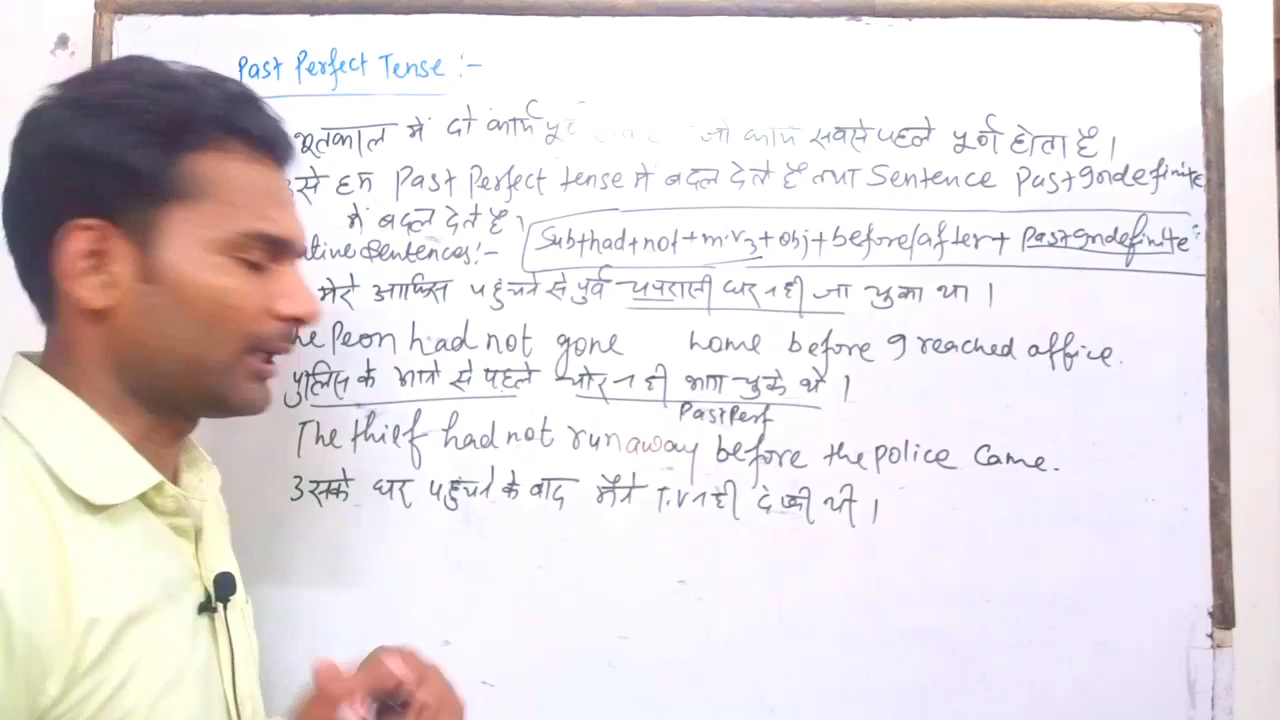 Past Perfect Tense :-
भूतकाल में दो कार्य जो कार्य सबसे पहले पूर्ण होता है।
से हम Past Perfect tense में बदल देते है तथा Sentence Past Indefinite
में बदल देते है।
ative Sentences:- Sub+had+not+m.v3+obj+before/after+ Past Indefinite
मेरे आफिस पहुंचने से पुर्व चपरासी घर नही जा चुका था।
he Peon had not gone home before I reached office.
पुलिस के आने से पहले चोर नही भाग चुके थे।
Past Perf
The thief had not run away before the police came.
उसके घर पहुंचने के बाद मैंने T.V नही देखी थी।